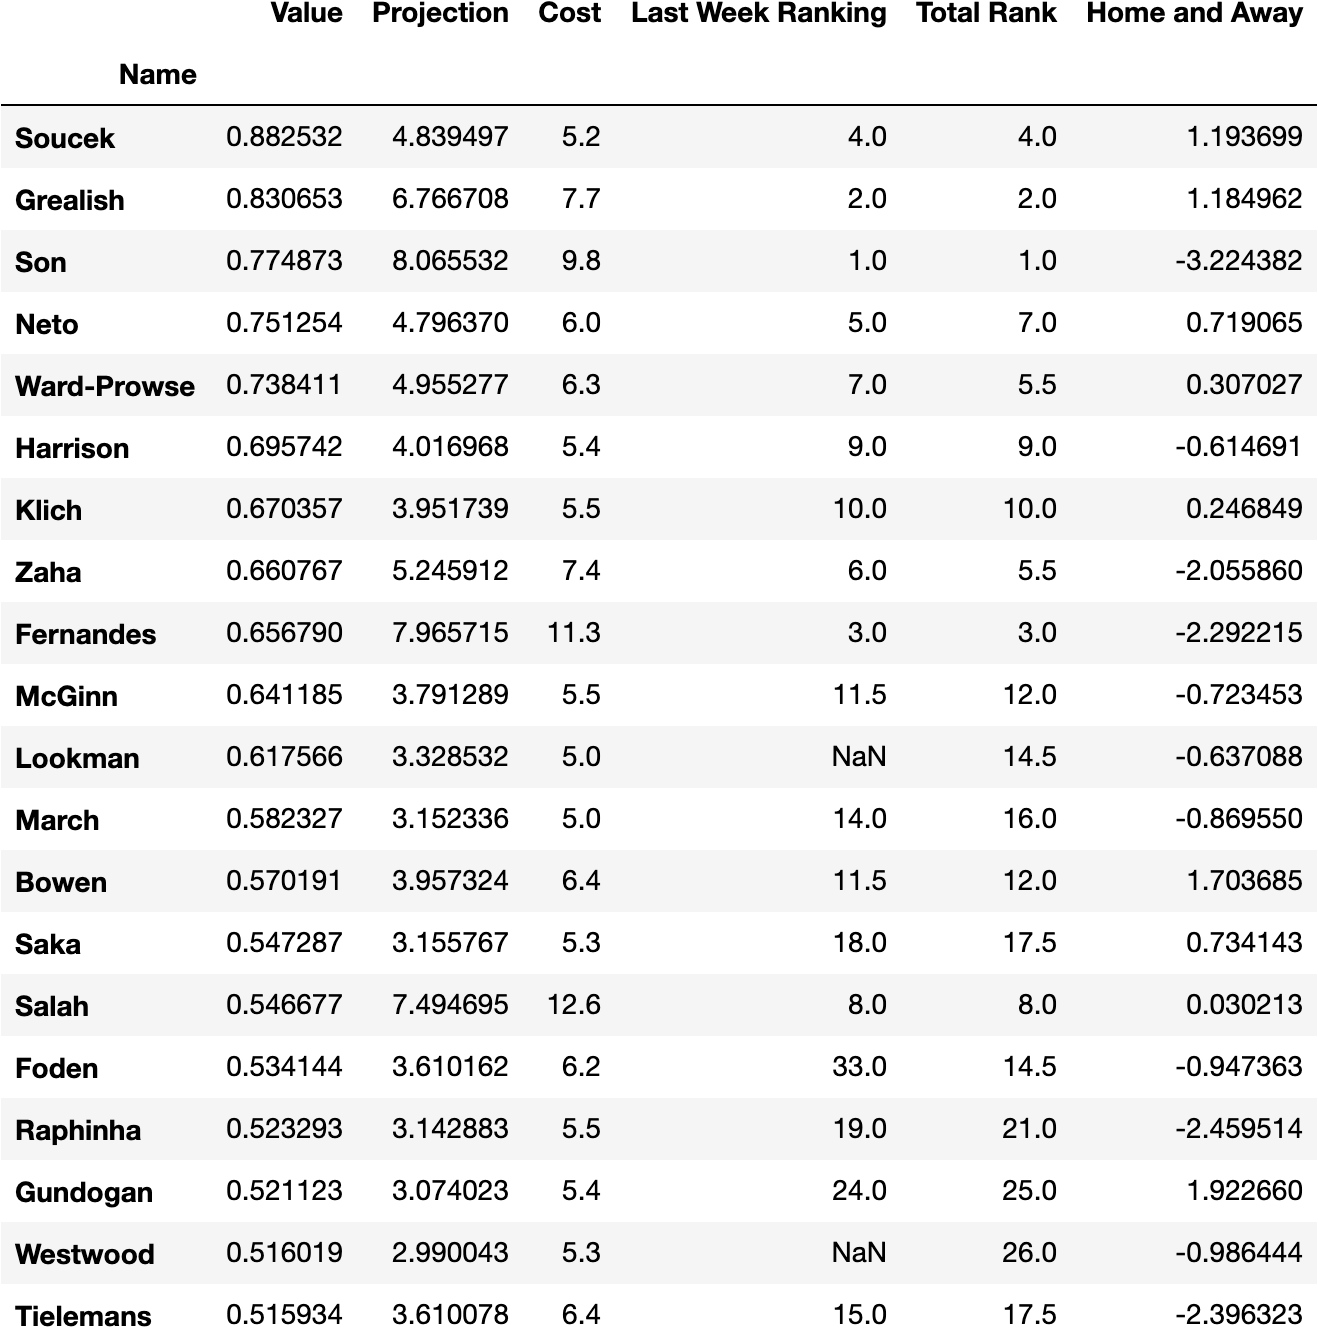 Value Projection Cost Last Week Ranking Total Rank Home and Away
Name
Soucek 0.882532 4.839497 5.2 4.0 4.0 1.193699
Grealish 0.830653 6.766708 7.7 2.0 2.0 1.184962
Son 0.774873 8.065532 9.8 1.0 1.0 -3.224382
Neto 0.751254 4.796370 6.0 5.0 7.0 0.719065
Ward-Prowse 0.738411 4.955277 6.3 7.0 5.5 0.307027
Harrison 0.695742 4.016968 5.4 9.0 9.0 -0.614691
Klich 0.670357 3.951739 5.5 10.0 10.0 0.246849
Zaha 0.660767 5.245912 7.4 6.0 5.5 -2.055860
Fernandes 0.656790 7.965715 11.3 3.0 3.0 -2.292215
McGinn 0.641185 3.791289 5.5 11.5 12.0 -0.723453
Lookman 0.617566 3.328532 5.0 NaN 14.5 -0.637088
March 0.582327 3.152336 5.0 14.0 16.0 -0.869550
Bowen 0.570191 3.957324 6.4 11.5 12.0 1.703685
Saka 0.547287 3.155767 5.3 18.0 17.5 0.734143
Salah 0.546677 7.494695 12.6 8.0 8.0 0.030213
Foden 0.534144 3.610162 6.2 33.0 14.5 -0.947363
Raphinha 0.523293 3.142883 5.5 19.0 21.0 -2.459514
Gundogan 0.521123 3.074023 5.4 24.0 25.0 1.922660
Westwood 0.516019 2.990043 5.3 NaN 26.0 -0.986444
Tielemans 0.515934 3.610078 6.4 15.0 17.5 -2.396323